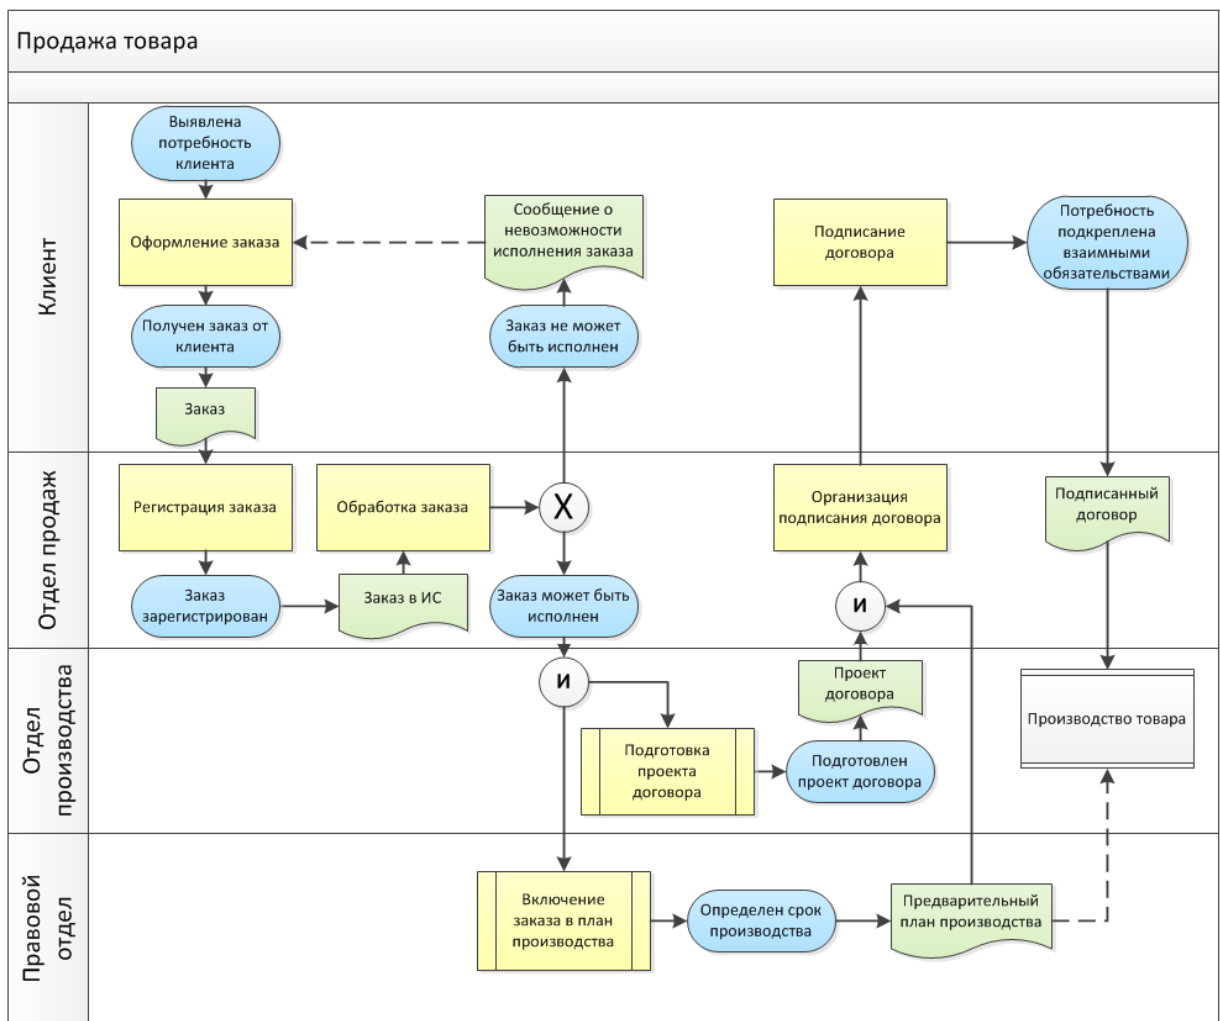 Продажа товара
Клиент
Выявлена
потребность
клиента
Оформление заказа
Получен заказ от
клиента
Заказ
Сообщение о
невозможности
исполнения заказа
Заказ не может
быть исполнен
Подписание
договора
Потребность
подкреплена
взаимными
обязательствами
Отдел продаж
Регистрация заказа
Заказ
зарегистрирован
Обработка заказа
Заказ в ИС
X
Заказ может быть
исполнен
Организация
подписания договора
И
Подписанный
договор
Отдел
производства
И
Подготовка
проекта
договора
Подготовлен
проект договора
Проект
договора
Производство товара
Правовой
отдел
Включение
заказа в план
производства
Определен срок
производства
Предварительный
план производства